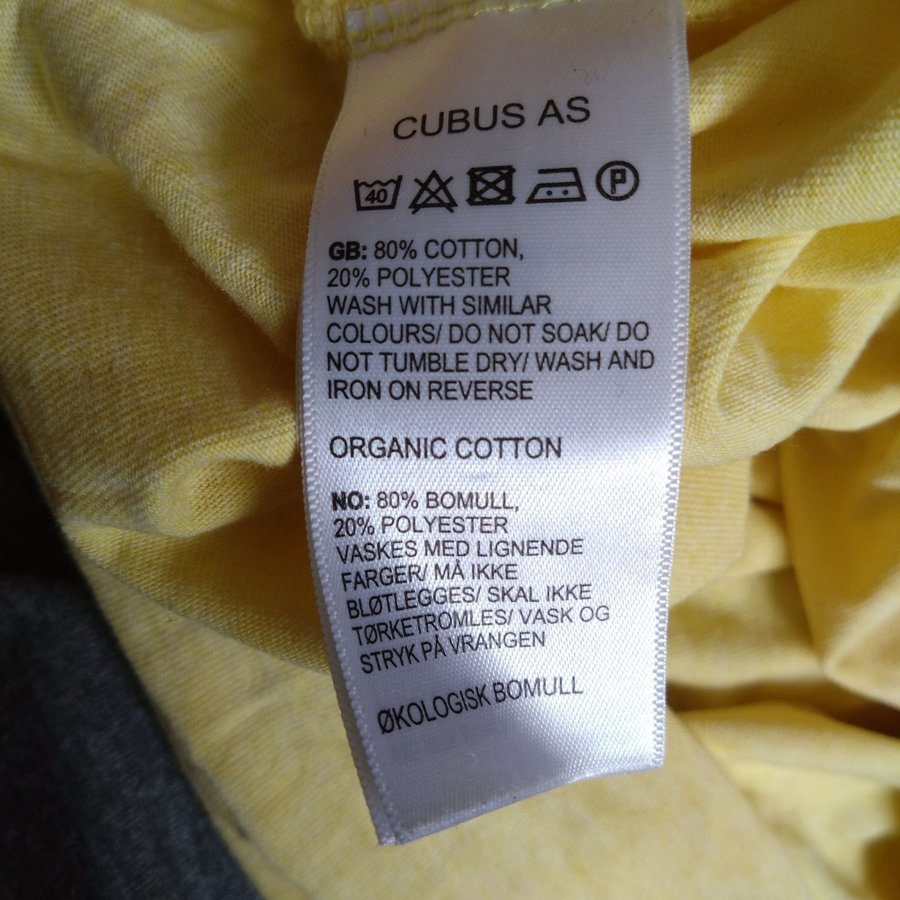 CUBUS AS
40 P
GB: 80% COTTON,
20% POLYESTER
WASH WITH SIMILAR
COLOURS/ DO NOT SOAK/ DO
NOT TUMBLE DRY/ WASH AND
IRON ON REVERSE
ORGANIC COTTON
NO: 80% BOMULL,
20% POLYESTER
VASKES MED LIGNENDE
FARGER/ MÅ IKKE
BLØTLEGGES/ SKAL IKKE
TØRKETROMLES/ VASK OG
STRYK PÅ VRANGEN
ØKOLOGISK BOMULL